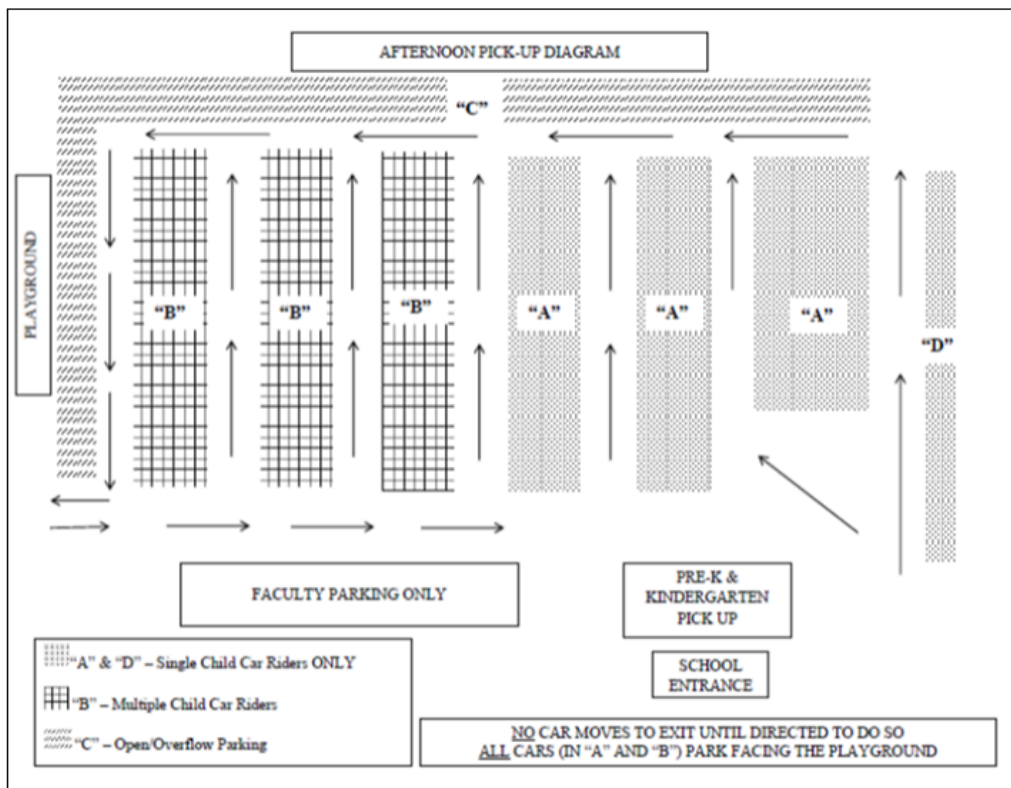 AFTERNOON PICK-UP DIAGRAM
“C”
PLAYGROUND
“B”
“B”
“B”
“A”
“A”
“A”
“D”
FACULTY PARKING ONLY
PRE-K &
KINDERGARTEN
PICK UP
SCHOOL
ENTRANCE
“A” & “D” – Single Child Car Riders ONLY
“B” – Multiple Child Car Riders
“C” – Open/Overflow Parking
NO CAR MOVES TO EXIT UNTIL DIRECTED TO DO SO
ALL CARS (IN “A” AND “B”) PARK FACING THE PLAYGROUND